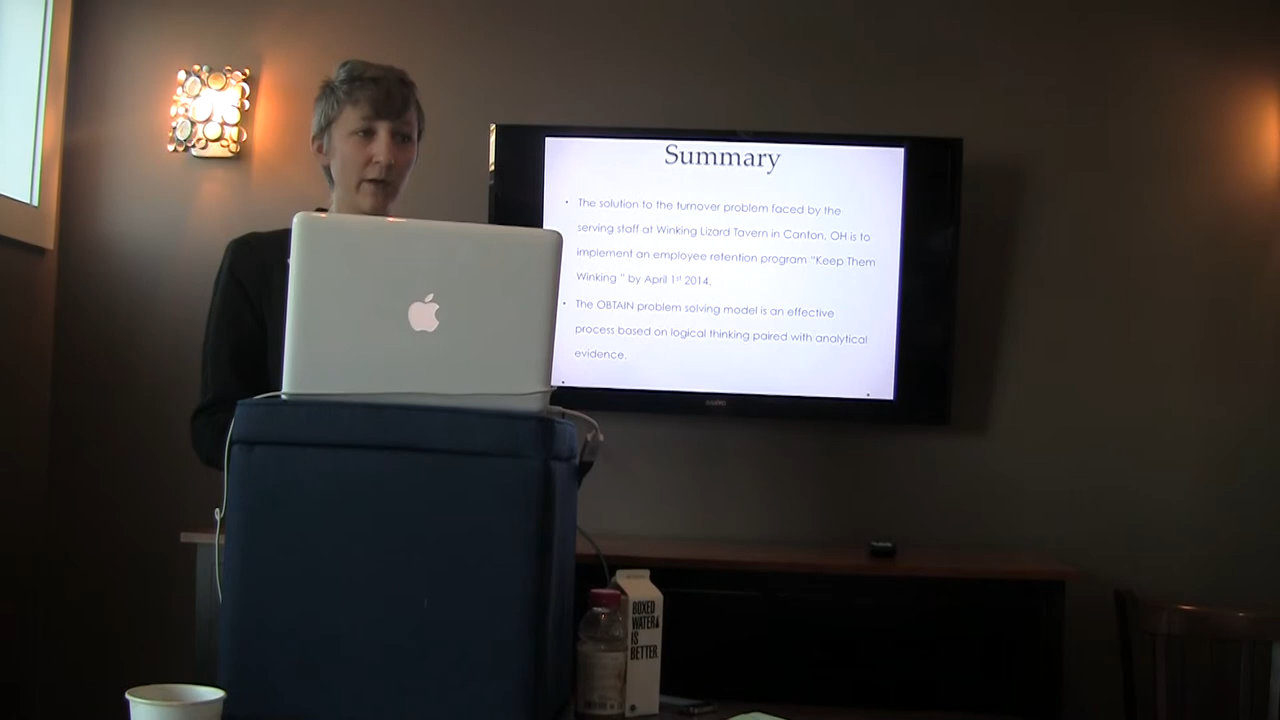 Summary
• The solution to the turnover problem faced by the
serving staff at Winking Lizard Tavern in Canton, OH is to
implement an employee retention program “Keep Them
Winking ” by April 1st 2014.
• The OBTAIN problem solving model is an effective
process based on logical thinking paired with analytical
evidence.
SANYO
BOXED
WATER
IS
BETTER.